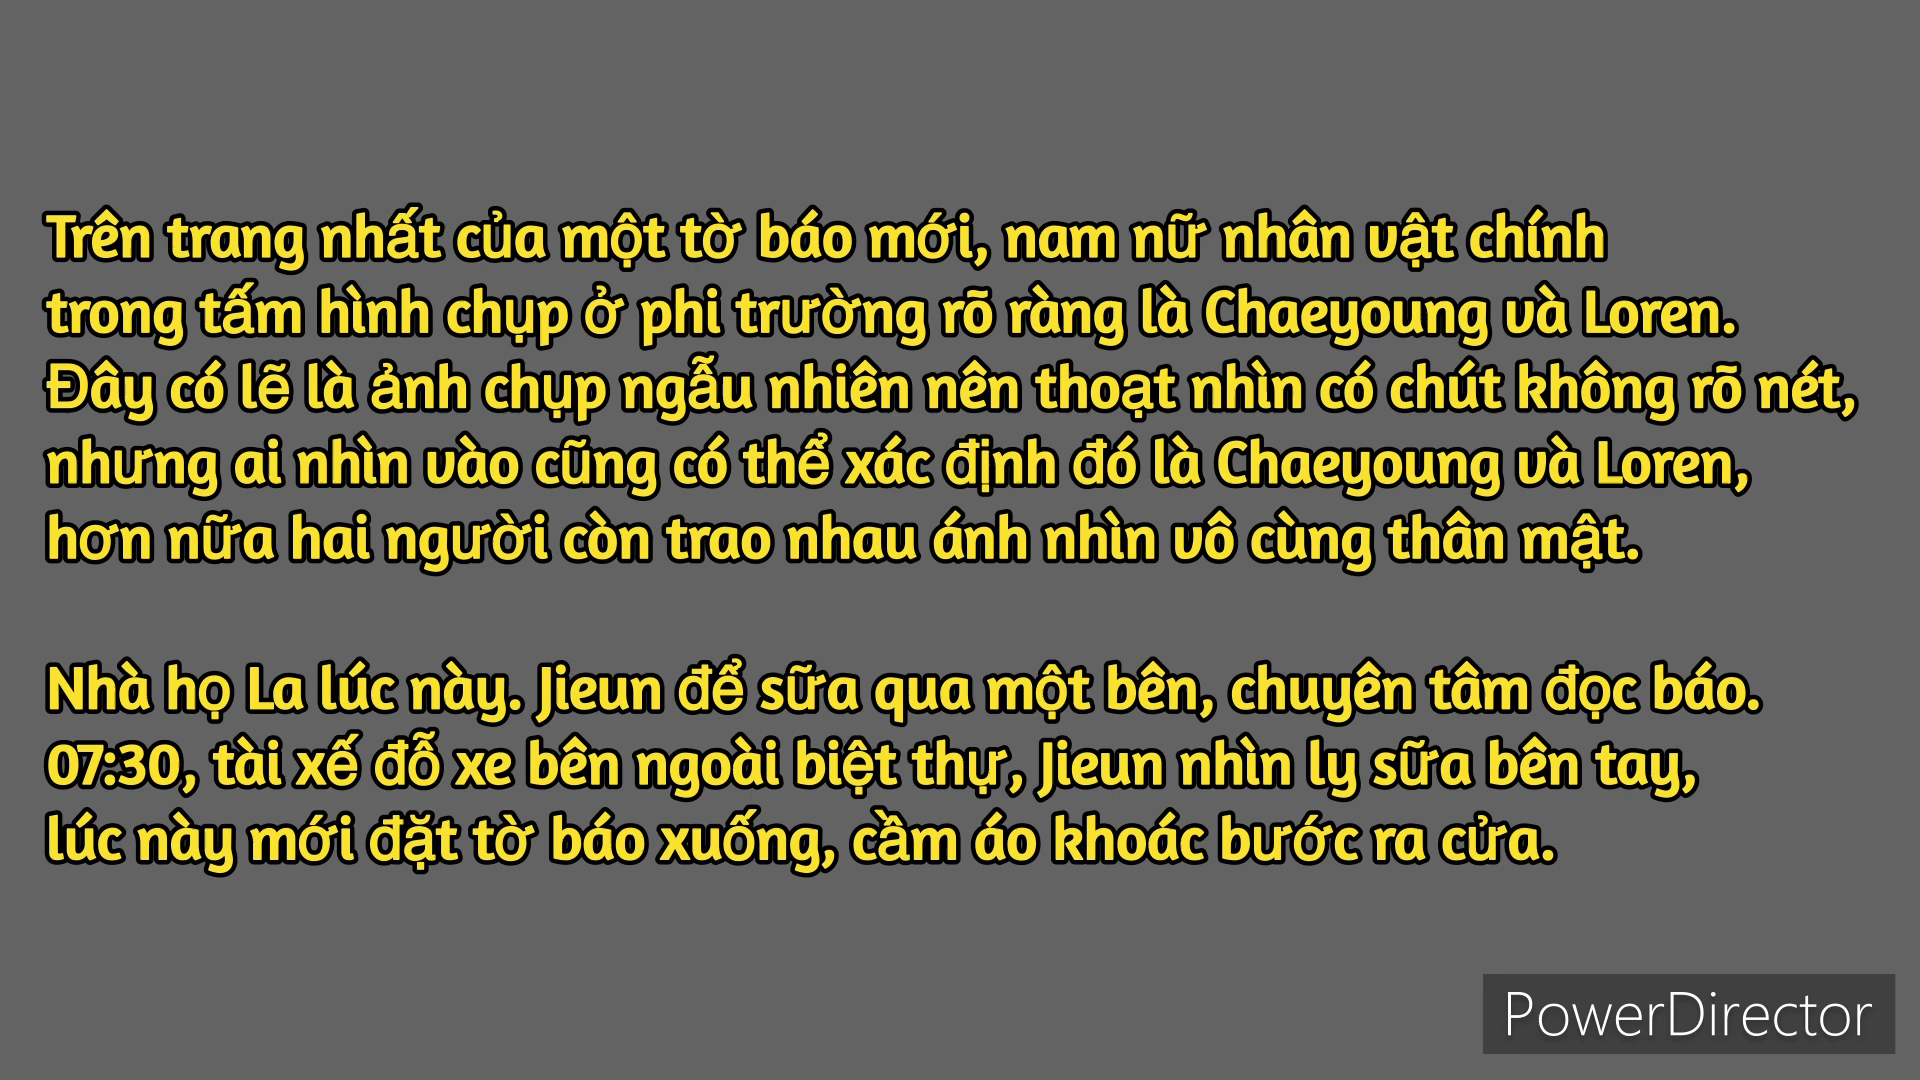 Trên trang nhất của một tờ báo mới, nam nữ nhân vật chính
trong tấm hình chụp ở phi trường rõ ràng là Chaeyoung và Loren.
Đây có lẽ là ảnh chụp ngẫu nhiên nên thoạt nhìn có chút không rõ nét,
nhưng ai nhìn vào cũng có thể xác định đó là Chaeyoung và Loren,
hơn nữa hai người còn trao nhau ánh nhìn vô cùng thân mật.
Nhà họ La lúc này. Jieun để sữa qua một bên, chuyên tâm đọc báo.
07:30, tài xế đỗ xe bên ngoài biệt thự, Jieun nhìn ly sữa bên tay,
lúc này mới đặt tờ báo xuống, cầm áo khoác bước ra cửa.
PowerDirector